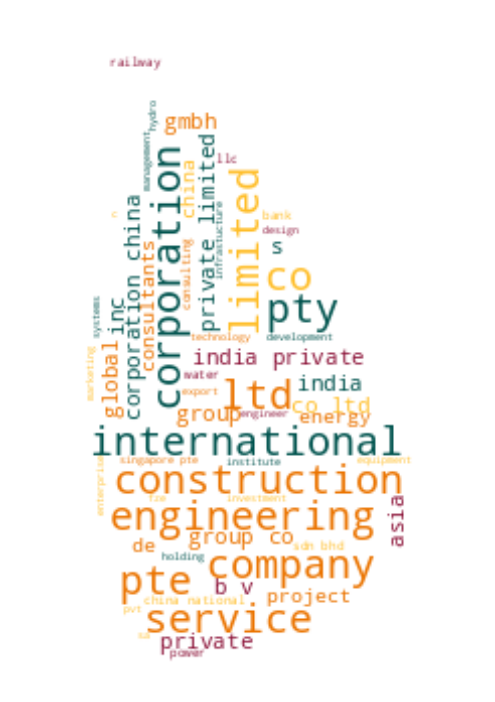 railway
hydro
gmbh
management
corporation
llc
china
private limited
limited
infrastucture
n
bank
design
corporation china
s
consultants
consulting
co
pty
systems
inc
global
technology
development
marketing
india private
water
india
export
ltd
co ltd
group
engineer
energy
international
singapore pte
institute
equipment
enterprise
construction
fze
investment
engineering
asia
group co
de
sdn bhd
holding
company
pte
b v
project
china national
pvt
service
sa
private
power